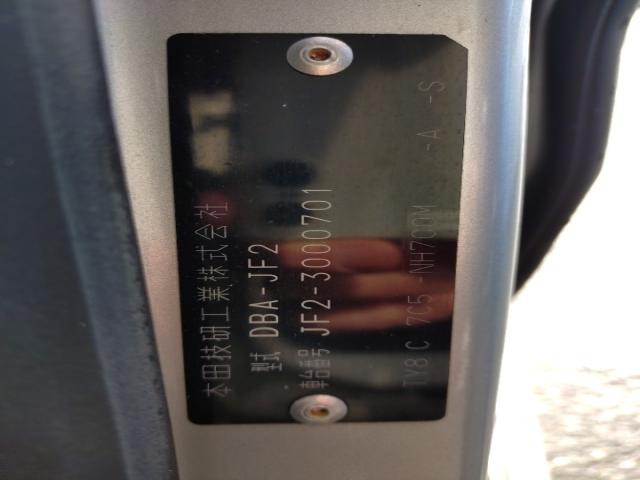 本田技研工業株式会社
型式 DBA-JF2
車台番号 JF2-3000701
TY8 C 7C5 -NH700M -A -S